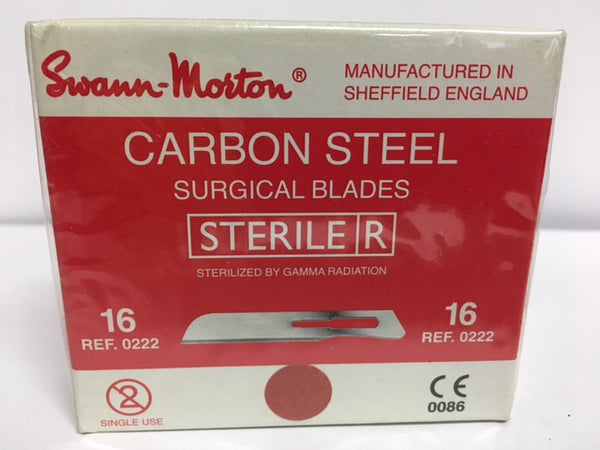 Swann-Morton®
MANUFACTURED IN
SHEFFIELD ENGLAND
CARBON STEEL
SURGICAL BLADES
STERILE R
STERILIZED BY GAMMA RADIATION
16
REF. 0222
16
REF. 0222
2
SINGLE USE
CE
0086